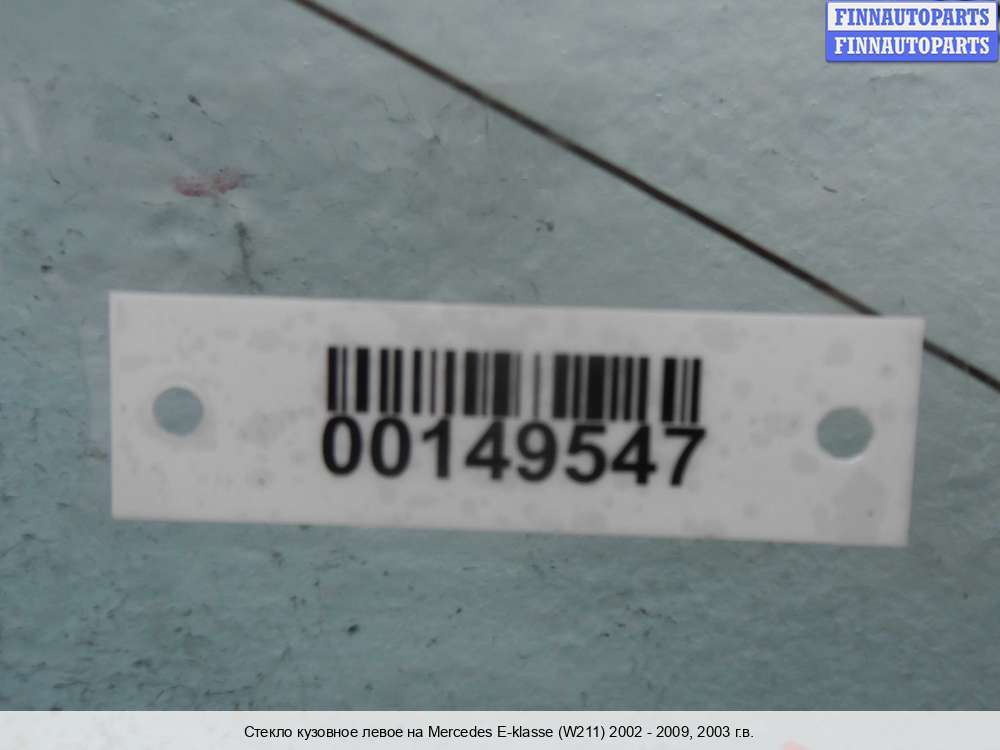 FINNAUTOPARTS
FINNAUTOPARTS
00149547
Стекло кузовное левое на Mercedes E-klasse (W211) 2002 - 2009, 2003 г.в.